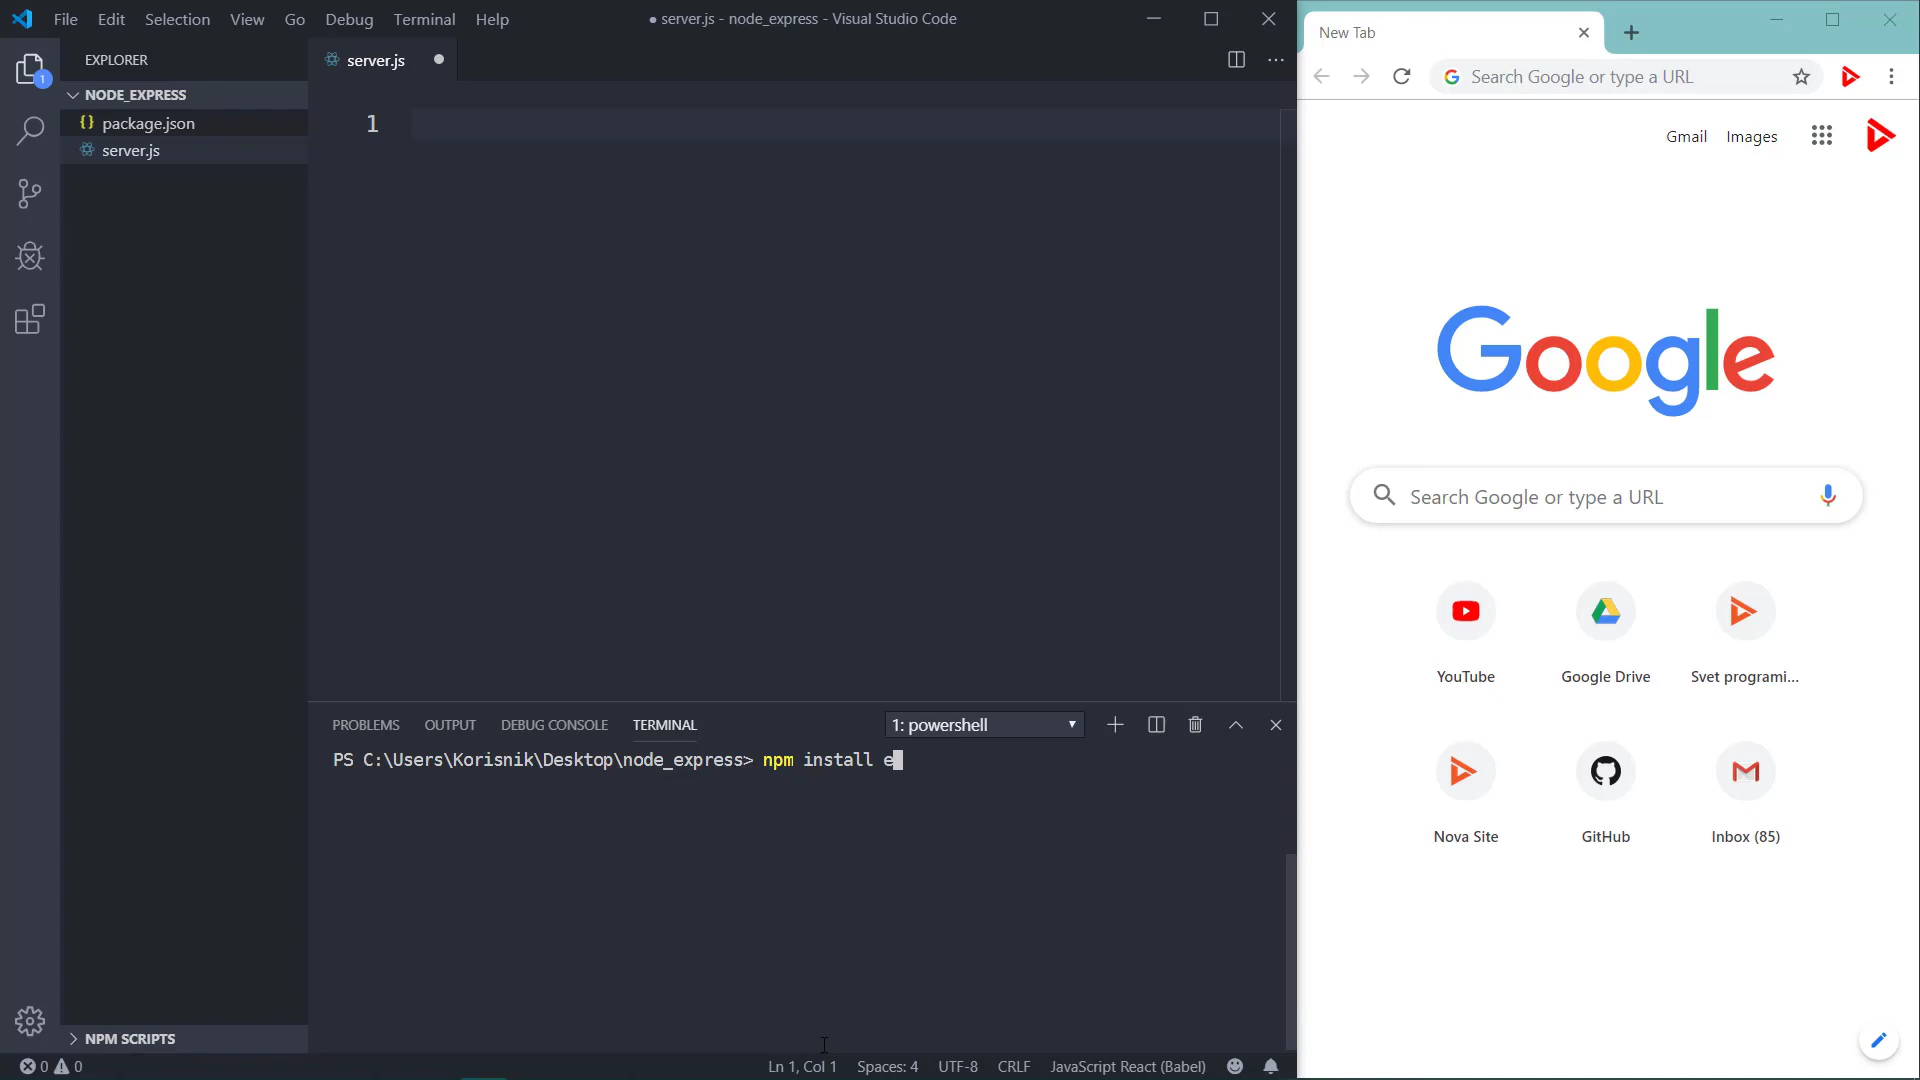 File Edit Selection View Go Debug Terminal Help
● server.js - node_express - Visual Studio Code
EXPLORER
1
NODE_EXPRESS
{} package.json
server.js
server.js
1
PROBLEMS OUTPUT DEBUG CONSOLE TERMINAL
1: powershell
PS C:\Users\Korisnik\Desktop\node_express> npm install e
NPM SCRIPTS
0 0
Ln 1, Col 1 Spaces: 4 UTF-8 CRLF JavaScript React (Babel)
New Tab
Search Google or type a URL
Gmail Images
Google
Search Google or type a URL
YouTube Google Drive Svet programi...
Nova Site GitHub Inbox (85)